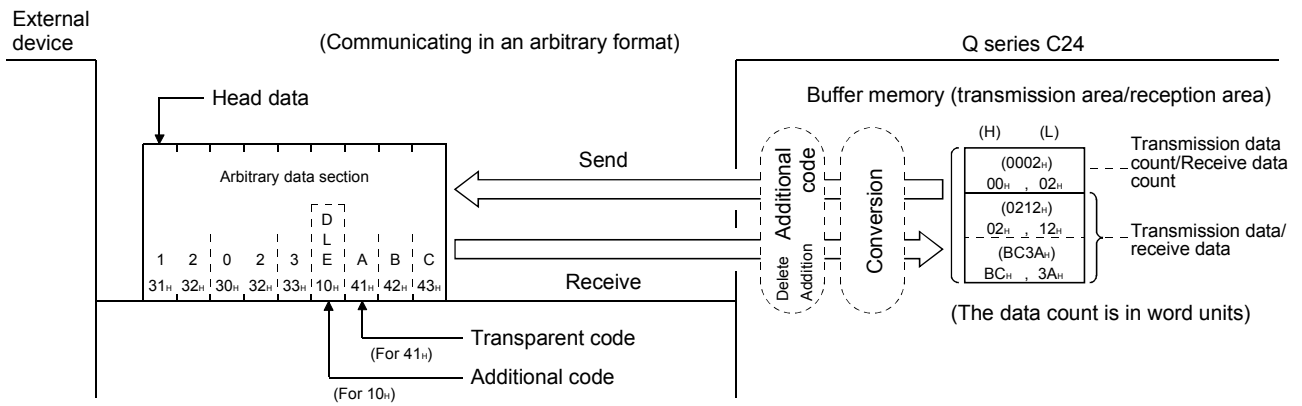 External
device
(Communicating in an arbitrary format)
Q series C24
Head data
Buffer memory (transmission area/reception area)
(H) (L)
Arbitrary data section
Send
Receive
D
L
1 2 0 2 3 E A B C
31H 32H 30H 32H 33H 10H 41H 42H 43H
Additional code
Delete Addition
Conversion
(0002H)
00H , 02H
(0212H)
02H , 12H
(BC3AH)
BCH , 3AH
Transmission data
count/Receive data
count
Transmission data/
receive data
(The data count is in word units)
Transparent code
(For 41H)
Additional code
(For 10H)